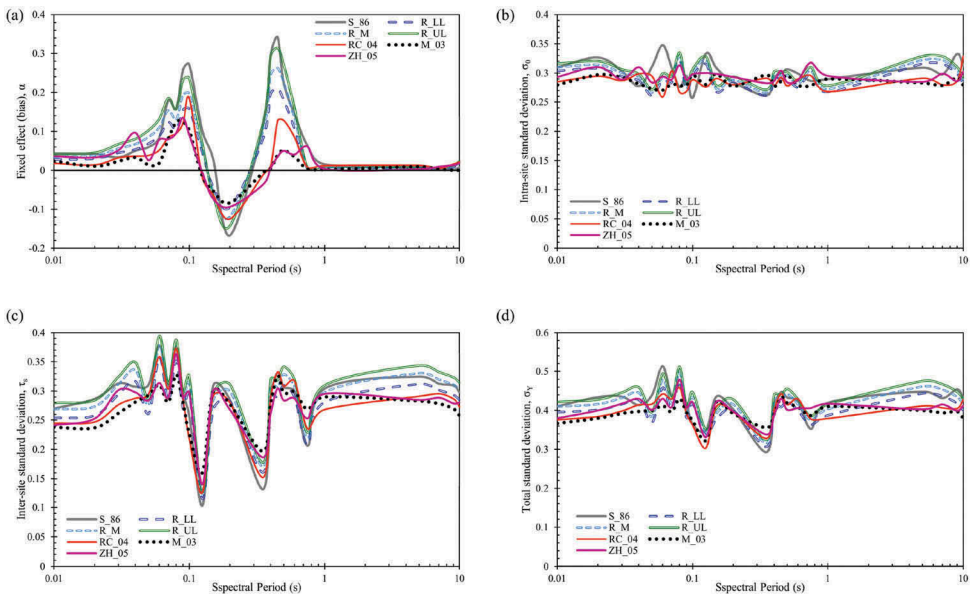 (a)
S_86 R_LL
R_M R_UL
RC_04 M_03
ZH_05
0.4
0.3
0.2
0.1
0
-0.1
-0.2
Fixed effect (bias), α
0.01 0.10 1 10
Sspectral Period (s)
(b)
0.4
0.35
0.3
0.25
0.2
0.15
0.1
0.05
0
Intra-site standard deviation, σ₀
S_86 R_LL
R_M R_UL
RC_04 M_03
ZH_05
0.01 0.10 1 10
Sspectral Period (s)
(c)
0.4
0.35
0.3
0.25
0.2
0.15
0.1
0.05
0
Inter-site standard deviation, τₛ
S_86 R_LL
R_M R_UL
RC_04 M_03
ZH_05
0.01 0.10 1 10
Sspectral Period (s)
(d)
0.6
0.5
0.4
0.3
0.2
0.1
0
Total standard deviation, σY
S_86 R_LL
R_M R_UL
RC_04 M_03
ZH_05
0.01 0.10 1 10
Sspectral Period (s)